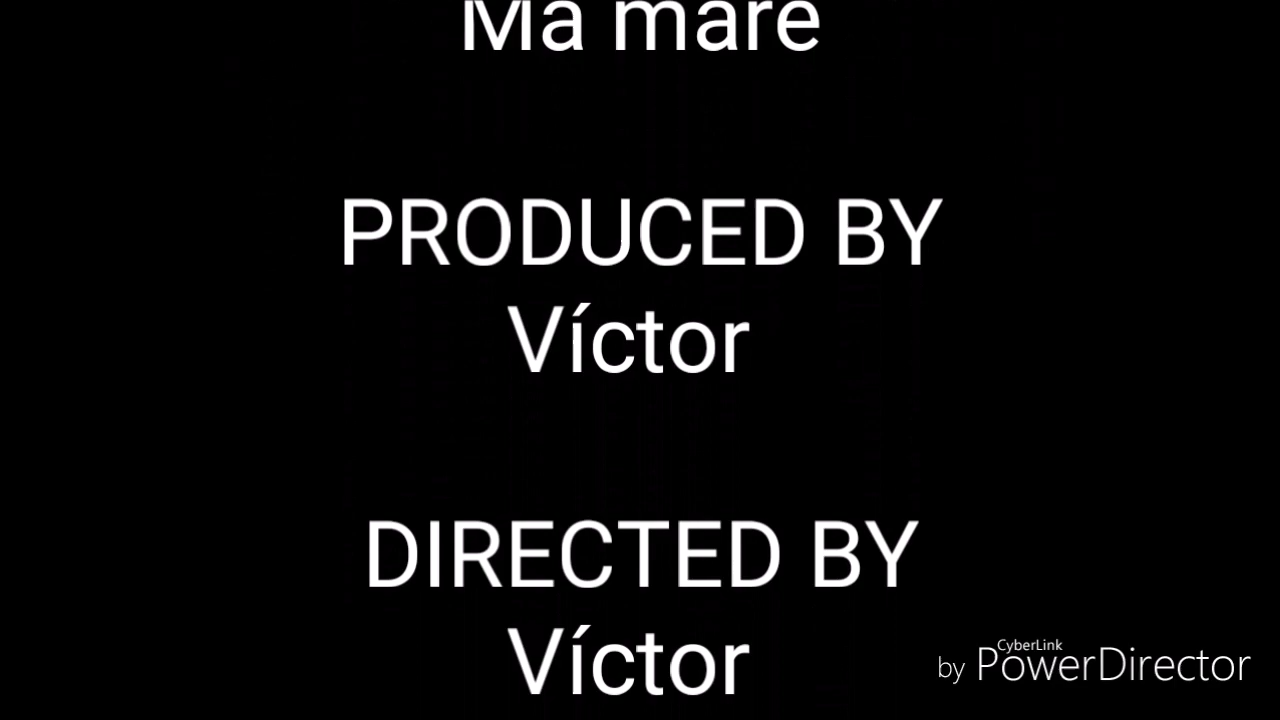 Ma mare
PRODUCED BY
Víctor
DIRECTED BY
Víctor
CyberLink
by PowerDirector